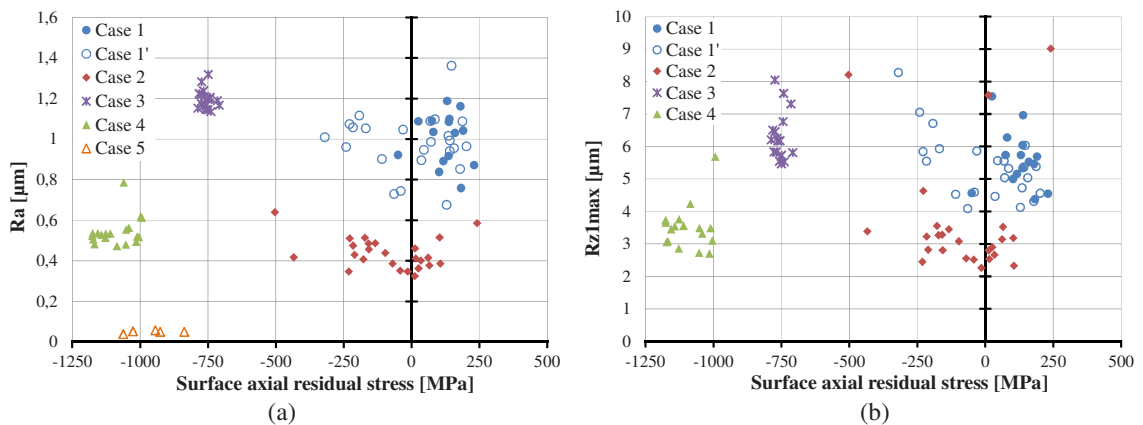 1,6
1,4
1,2
1
0,8
0,6
0,4
0,2
0
Ra [µm]
-1250 -1000 -750 -500 -250 0 250 500
Surface axial residual stress [MPa]
Case 1
Case 1'
Case 2
Case 3
Case 4
Case 5
(a)
10
9
8
7
6
5
4
3
2
1
0
Rz1max [µm]
-1250 -1000 -750 -500 -250 0 250 500
Surface axial residual stress [MPa]
Case 1
Case 1'
Case 2
Case 3
Case 4
(b)